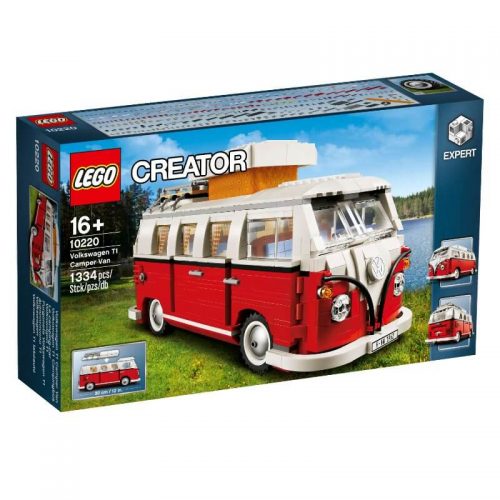 LEGO
CREATOR
EXPERT
16+
10220
Volkswagen T1
Camper Van
1334 pcs/
Stck/pzs/db
10220
LEGO